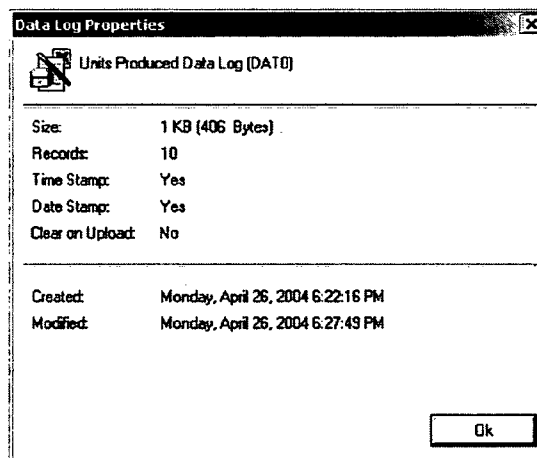 Data Log Properties
Units Produced Data Log (DAT0)
Size: 1 KB (406 Bytes)
Records: 10
Time Stamp: Yes
Date Stamp: Yes
Clear on Upload: No
Created: Monday, April 26, 2004 6:22:16 PM
Modified: Monday, April 26, 2004 6:27:49 PM
Ok